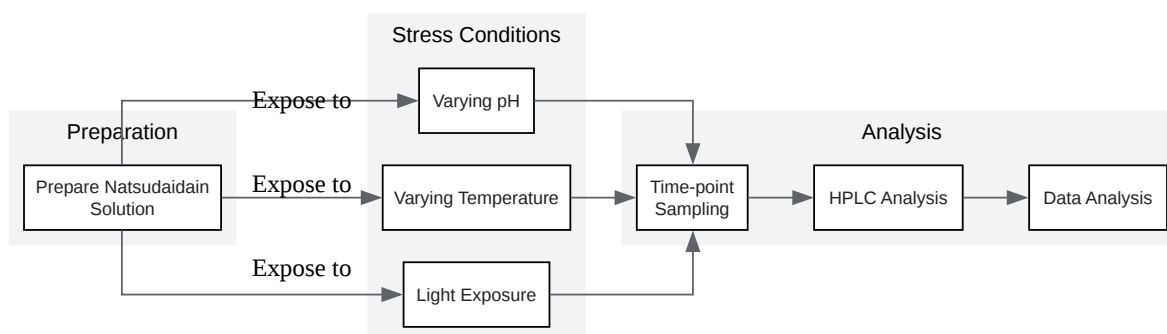 Stress Conditions
Expose to
Varying pH
Preparation
Analysis
Prepare Natsudaidain
Solution
Expose to
Varying Temperature
Time-point
Sampling
HPLC Analysis
Data Analysis
Expose to
Light Exposure